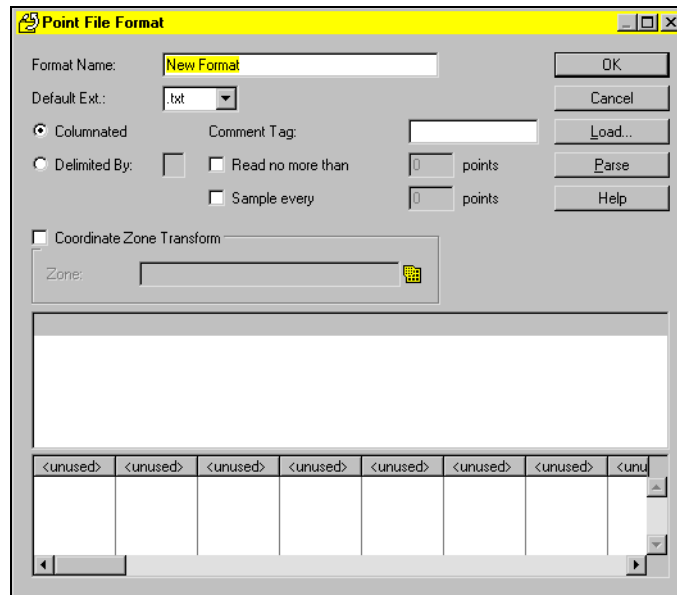 Point File Format
Format Name: New Format OK
Default Ext.: .txt Cancel
Columnated Comment Tag: Load...
Delimited By: Read no more than 0 points Parse
Sample every 0 points Help
Coordinate Zone Transform
Zone:
<unused> <unused> <unused> <unused> <unused> <unused> <unused> <unu